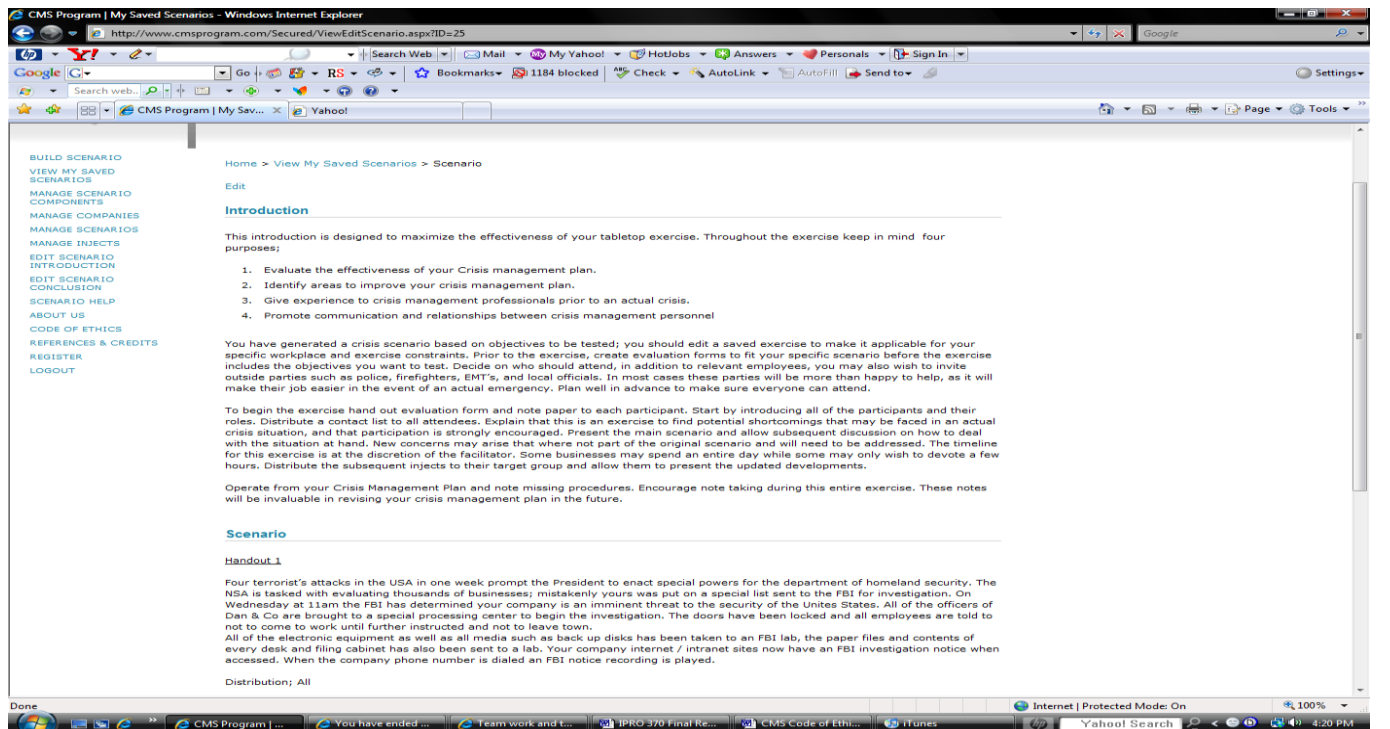 CMS Program | My Saved Scenarios - Windows Internet Explorer
http://www.cmsprogram.com/Secured/ViewEditScenario.aspx?ID=25
Google
Search Web
Mail
My Yahoo!
HotJobs
Answers
Personals
Sign In
Google
Go
RS
Bookmarks
1184 blocked
Check
AutoLink
AutoFill
Send to
Settings
Search web..
CMS Program | My Sav...
Yahoo!
Page
Tools
BUILD SCENARIO
VIEW MY SAVED
SCENARIOS
MANAGE SCENARIO
COMPONENTS
MANAGE COMPANIES
MANAGE SCENARIOS
MANAGE INJECTS
EDIT SCENARIO
INTRODUCTION
EDIT SCENARIO
CONCLUSION
SCENARIO HELP
ABOUT US
CODE OF ETHICS
REFERENCES & CREDITS
REGISTER
LOGOUT
Home > View My Saved Scenarios > Scenario
Edit
Introduction
This introduction is designed to maximize the effectiveness of your tabletop exercise. Throughout the exercise keep in mind four
purposes;
1. Evaluate the effectiveness of your Crisis management plan.
2. Identify areas to improve your crisis management plan.
3. Give experience to crisis management professionals prior to an actual crisis.
4. Promote communication and relationships between crisis management personnel
You have generated a crisis scenario based on objectives to be tested; you should edit a saved exercise to make it applicable for your
specific workplace and exercise constraints. Prior to the exercise, create evaluation forms to fit your specific scenario before the exercise
includes the objectives you want to test. Decide on who should attend, in addition to relevant employees, you may also wish to invite
outside parties such as police, firefighters, EMT's, and local officials. In most cases these parties will be more than happy to help, as it will
make their job easier in the event of an actual emergency. Plan well in advance to make sure everyone can attend.
To begin the exercise hand out evaluation form and note paper to each participant. Start by introducing all of the participants and their
roles. Distribute a contact list to all attendees. Explain that this is an exercise to find potential shortcomings that may be faced in an actual
crisis situation, and that participation is strongly encouraged. Present the main scenario and allow subsequent discussion on how to deal
with the situation at hand. New concerns may arise that where not part of the original scenario and will need to be addressed. The timeline
for this exercise is at the discretion of the facilitator. Some businesses may spend an entire day while some may only wish to devote a few
hours. Distribute the subsequent injects to their target group and allow them to present the updated developments.
Operate from your Crisis Management Plan and note missing procedures. Encourage note taking during this entire exercise. These notes
will be invaluable in revising your crisis management plan in the future.
Scenario
Handout 1
Four terrorist's attacks in the USA in one week prompt the President to enact special powers for the department of homeland security. The
NSA is tasked with evaluating thousands of businesses; mistakenly yours was put on a special list sent to the FBI for investigation. On
Wednesday at 11am the FBI has determined your company is an imminent threat to the security of the Unites States. All of the officers of
Dan & Co are brought to a special processing center to begin the investigation. The doors have been locked and all employees are told to
not to come to work until further instructed and not to leave town.
All of the electronic equipment as well as all media such as back up disks has been taken to an FBI lab, the paper files and contents of
every desk and filing cabinet has also been sent to a lab. Your company internet / intranet sites now have an FBI investigation notice when
accessed. When the company phone number is dialed an FBI notice recording is played.
Distribution; All
Done
Internet | Protected Mode: On
100%
CMS Program | ...
You have ended ...
Team work and t...
IPRO 370 Final Re...
CMS Code of Ethi...
iTunes
Yahoo! Search
4:20 PM